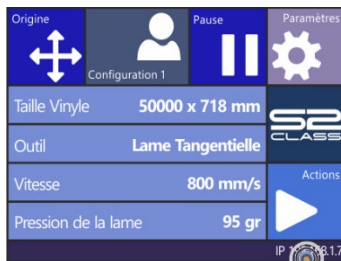 Origine
Configuration 1
Pause
Paramètres
Taille Vinyle 50000 x 718 mm
S2
CLASS
Outil Lame Tangentielle
Vitesse 800 mm/s
Actions
Pression de la lame 95 gr
IP